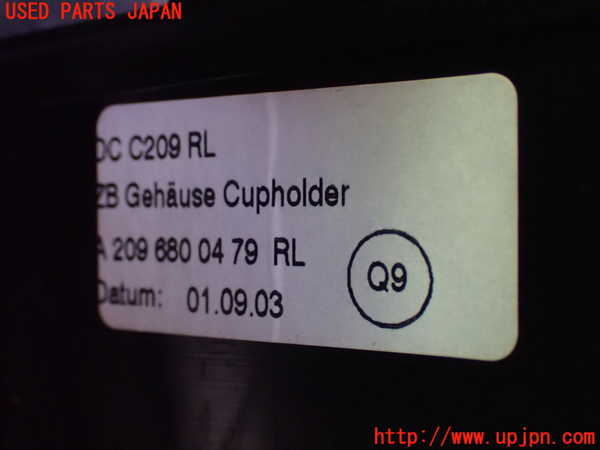 USED PARTS JAPAN
DC C209 RL
ZB Gehäuse Cupholder
A 209 680 04 79 RL
Datum: 01.09.03
Q9
http://www.upjpn.com/